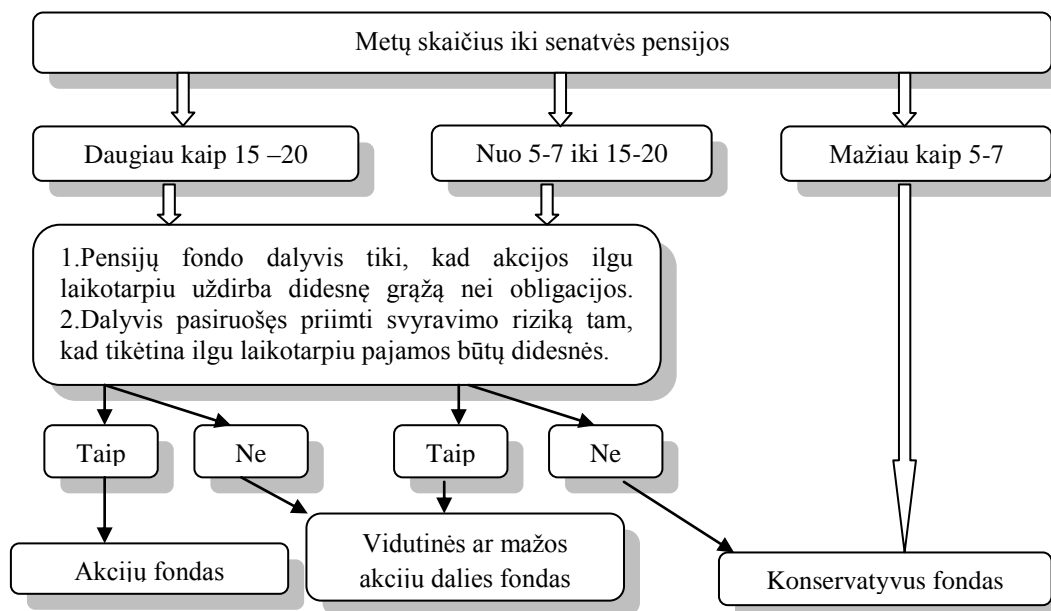 Metų skaičius iki senatvės pensijos
Daugiau kaip 15 –20
Nuo 5-7 iki 15-20
Mažiau kaip 5-7
1.Pensijų fondo dalyvis tiki, kad akcijos ilgu
laikotarpiu uždirba didesnę grąžą nei obligacijos.
2.Dalyvis pasiruošęs priimti svyravimo riziką tam,
kad tikėtina ilgu laikotarpiu pajamos būtų didesnės.
Taip
Ne
Taip
Ne
Akcijų fondas
Vidutinės ar mažos
akcijų dalies fondas
Konservatyvus fondas